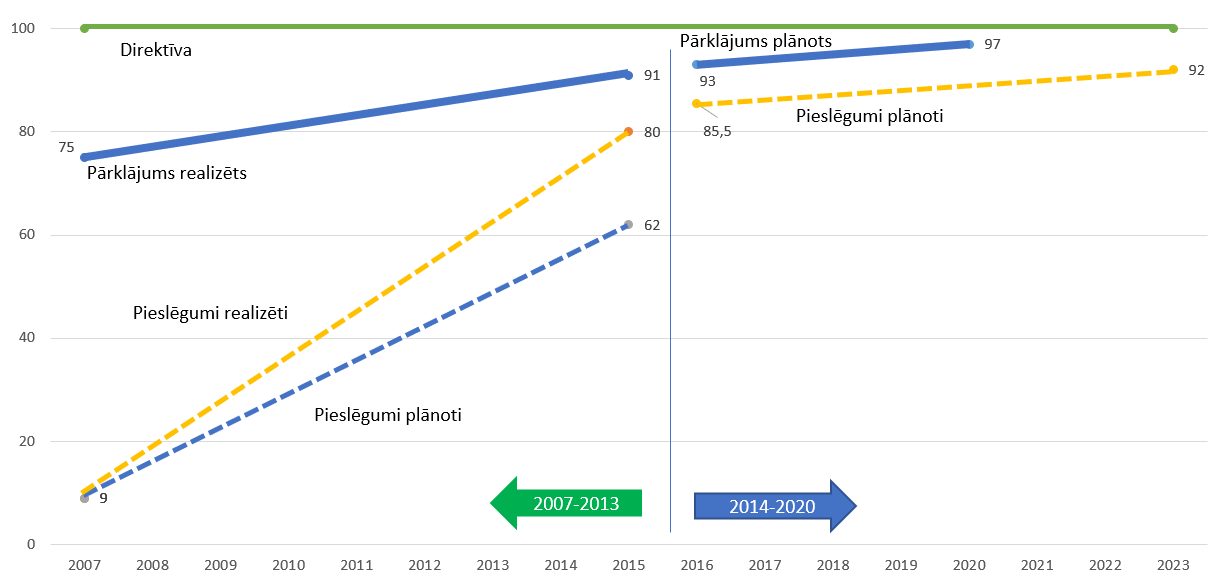 100
80
60
40
20
0
Direktīva
75
91
Pārklājums realizēts
80
62
Pieslēgumi realizēti
Pieslēgumi plānoti
9
Pārklājums plānots
97
93
92
85,5
Pieslēgumi plānoti
2007-2013
2014-2020
2007 2008 2009 2010 2011 2012 2013 2014 2015 2016 2017 2018 2019 2020 2021 2022 2023